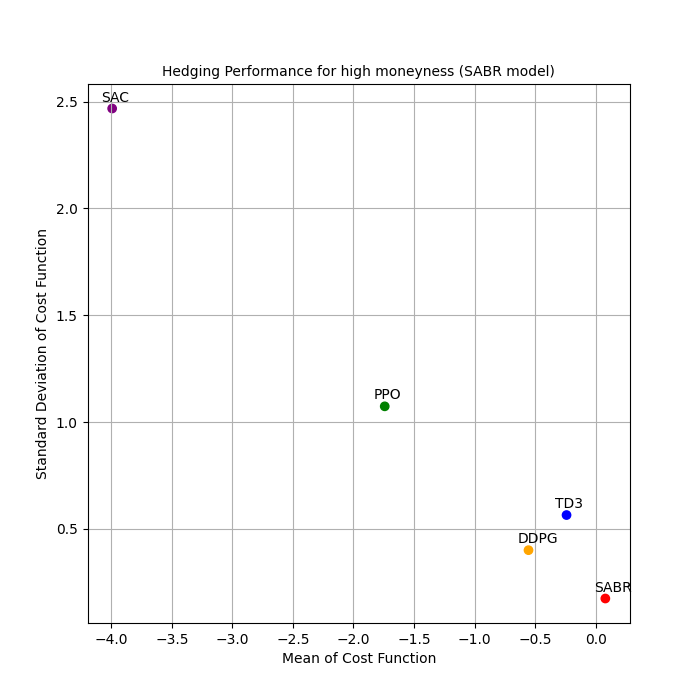 Hedging Performance for high moneyness (SABR model)
SAC
PPO
TD3
DDPG
SABR
2.5
2.0
1.5
1.0
0.5
Standard Deviation of Cost Function
−4.0 −3.5 −3.0 −2.5 −2.0 −1.5 −1.0 −0.5 0.0
Mean of Cost Function